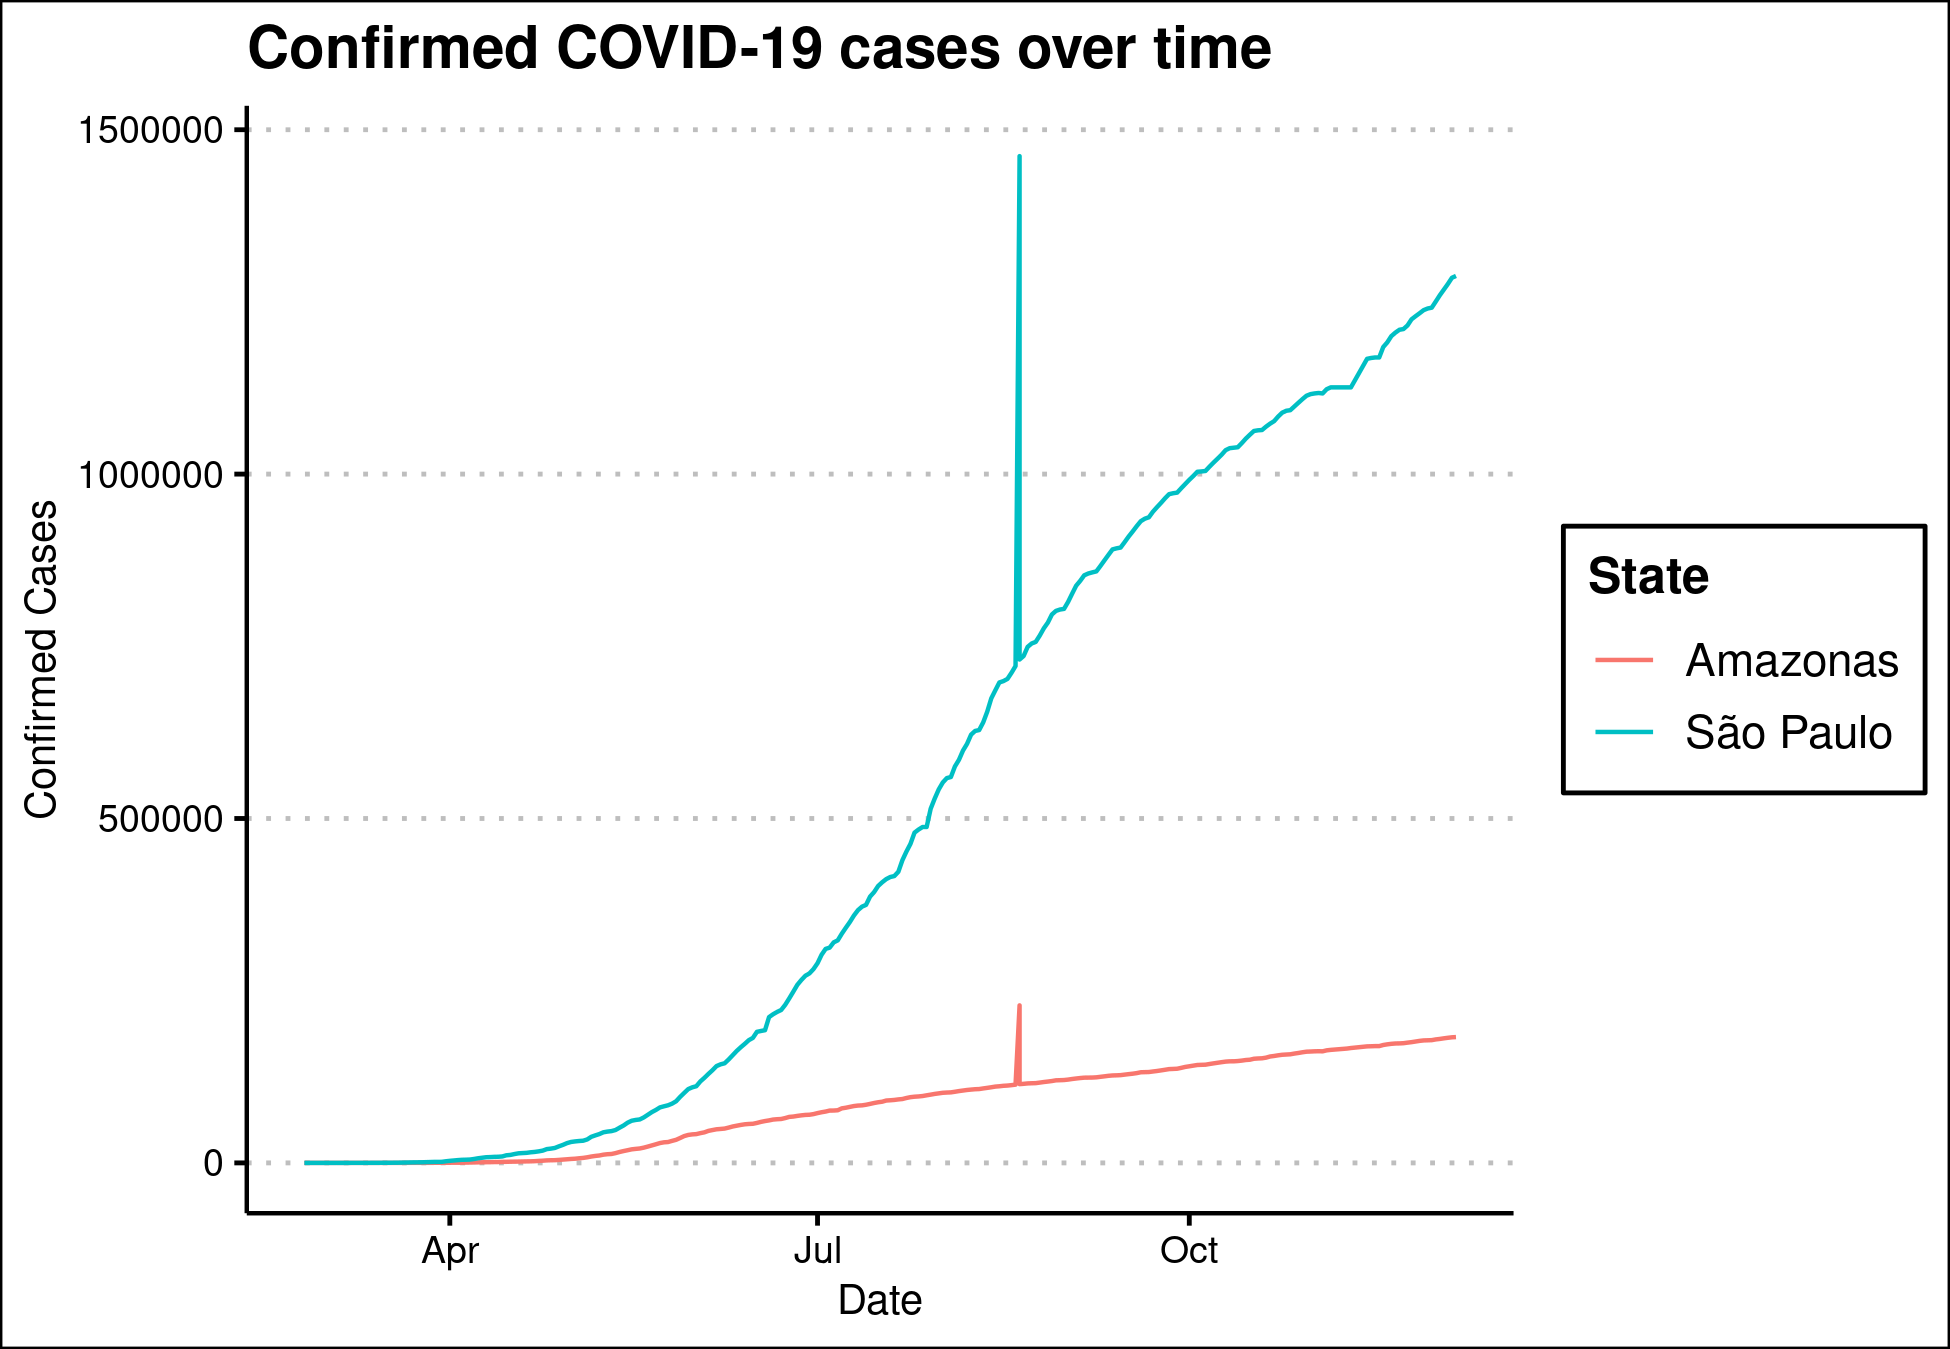 Confirmed COVID-19 cases over time
1500000
1000000
500000
0
Confirmed Cases
Apr
Jul
Oct
Date
State
Amazonas
São Paulo